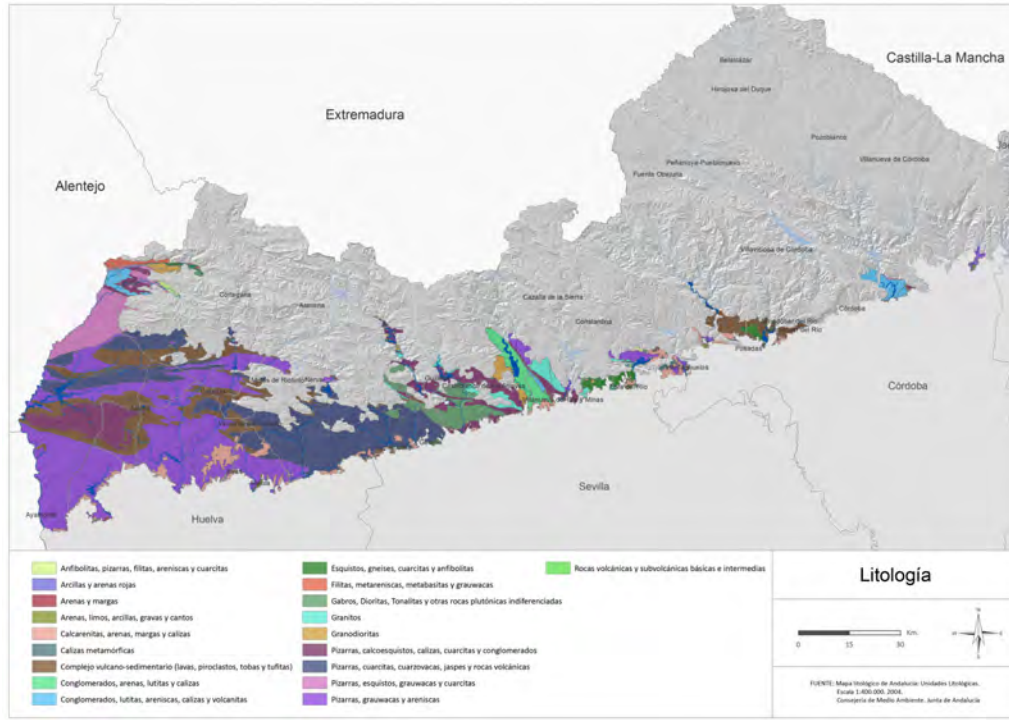 Castilla-La Mancha
Belalcázar
Hinojosa del Duque
Extremadura
Pozoblanco
Villanueva de Córdoba
Peñarroya-Pueblonuevo
Fuente Obejuna
Alentejo
Villaviciosa de Córdoba
Cortegana
Aracena
Cazalla de la Sierra
Constantina
Córdoba
Posadas
Córdoba
Sevilla
Huelva
Litología
Anfibolitas, pizarras, filitas, areniscas y cuarcitas
Arcillas y arenas rojas
Arenas y margas
Arenas, limos, arcillas, gravas y cantos
Calcarenitas, arenas, margas y calizas
Calizas metamórficas
Complejo vulcano-sedimentario (lavas, piroclastos, tobas y tufitas)
Conglomerados, arenas, lutitas y calizas
Conglomerados, lutitas, areniscas, calizas y volcanitas
Esquistos, gneises, cuarcitas y anfibolitas
Filitas, metareniscas, metabasitas y grauwacas
Gabros, Dioritas, Tonalitas y otras rocas plutónicas indiferenciadas
Granitos
Granodioritas
Pizarras, calcoesquistos, calizas, cuarcitas y conglomerados
Pizarras, cuarcitas, cuarzovacas, jaspes y rocas volcánicas
Pizarras, esquistos, grauwacas y cuarcitas
Pizarras, grauwacas y areniscas
Rocas volcánicas y subvolcánicas básicas e intermedias
0 15 30 Km.
FUENTE: Mapa litológico de Andalucía: Unidades Litológicas.
Escala 1:400.000. 2004.
Consejería de Medio Ambiente. Junta de Andalucía